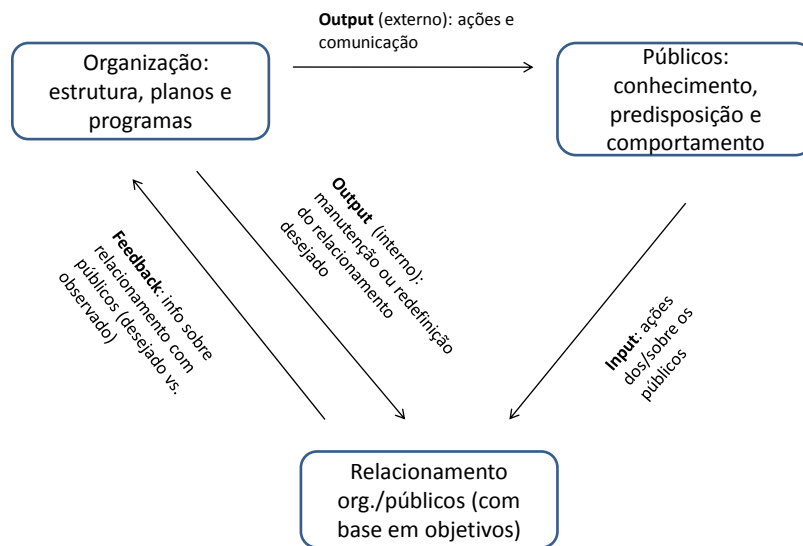 Output (externo): ações e
comunicação
Organização:
estrutura, planos e
programas
Públicos:
conhecimento,
predisposição e
comportamento
Output (interno):
manutenção ou redefinição
do relacionamento
desejado
Feedback: info sobre
relacionamento com
públicos (desejado vs.
observado)
Input: ações
dos/sobre os
públicos
Relacionamento
org./públicos (com
base em objetivos)